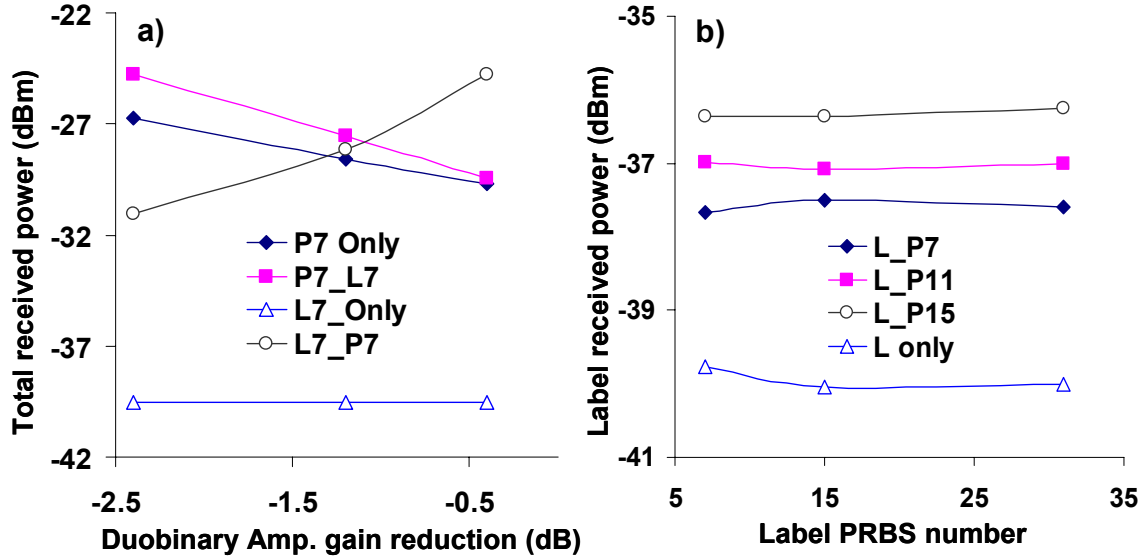 a)
Total received power (dBm)
-22
-27
-32
-37
-42
P7 Only
P7_L7
L7_Only
L7_P7
-2.5
-1.5
-0.5
Duobinary Amp. gain reduction (dB)
b)
Label received power (dBm)
-35
-37
-39
-41
L_P7
L_P11
L_P15
L only
5
15
25
35
Label PRBS number